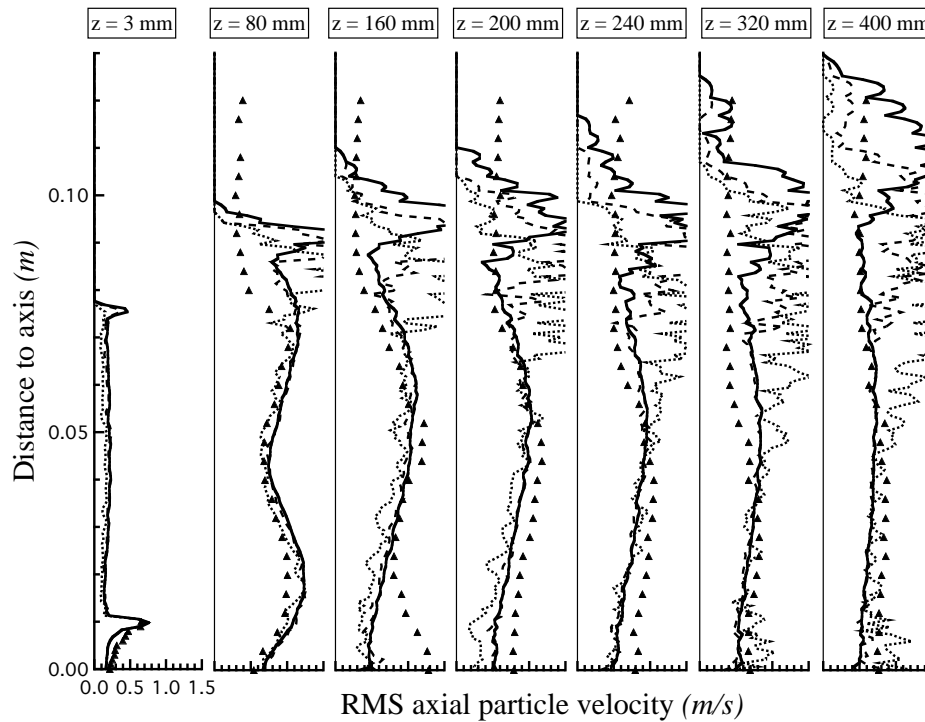 z = 3 mm z = 80 mm z = 160 mm z = 200 mm z = 240 mm z = 320 mm z = 400 mm
0.10
Distance to axis (m)
0.05
0.00
0.0 0.5 1.0 1.5
RMS axial particle velocity (m/s)